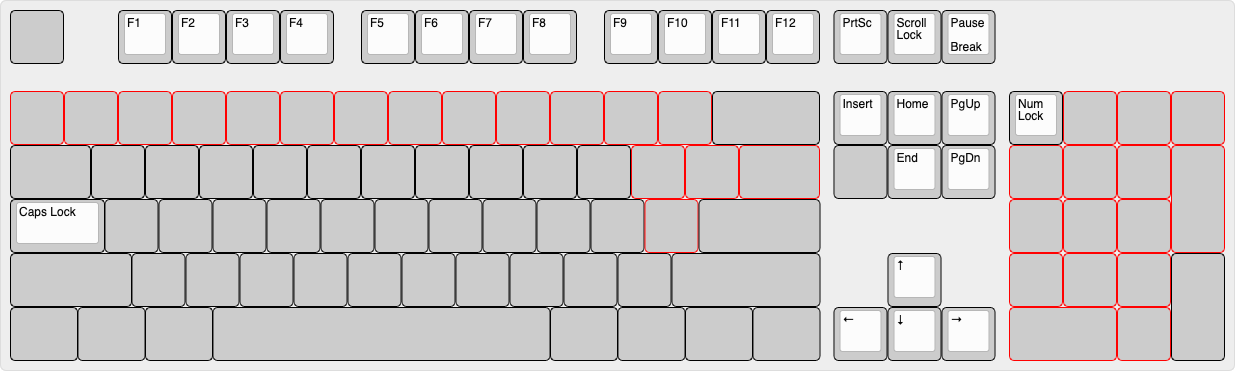 F1 F2 F3 F4 F5 F6 F7 F8 F9 F10 F11 F12 PrtSc Scroll Pause
Lock
Break
Insert Home PgUp Num
Lock
End PgDn
Caps Lock
↑
← ↓ →